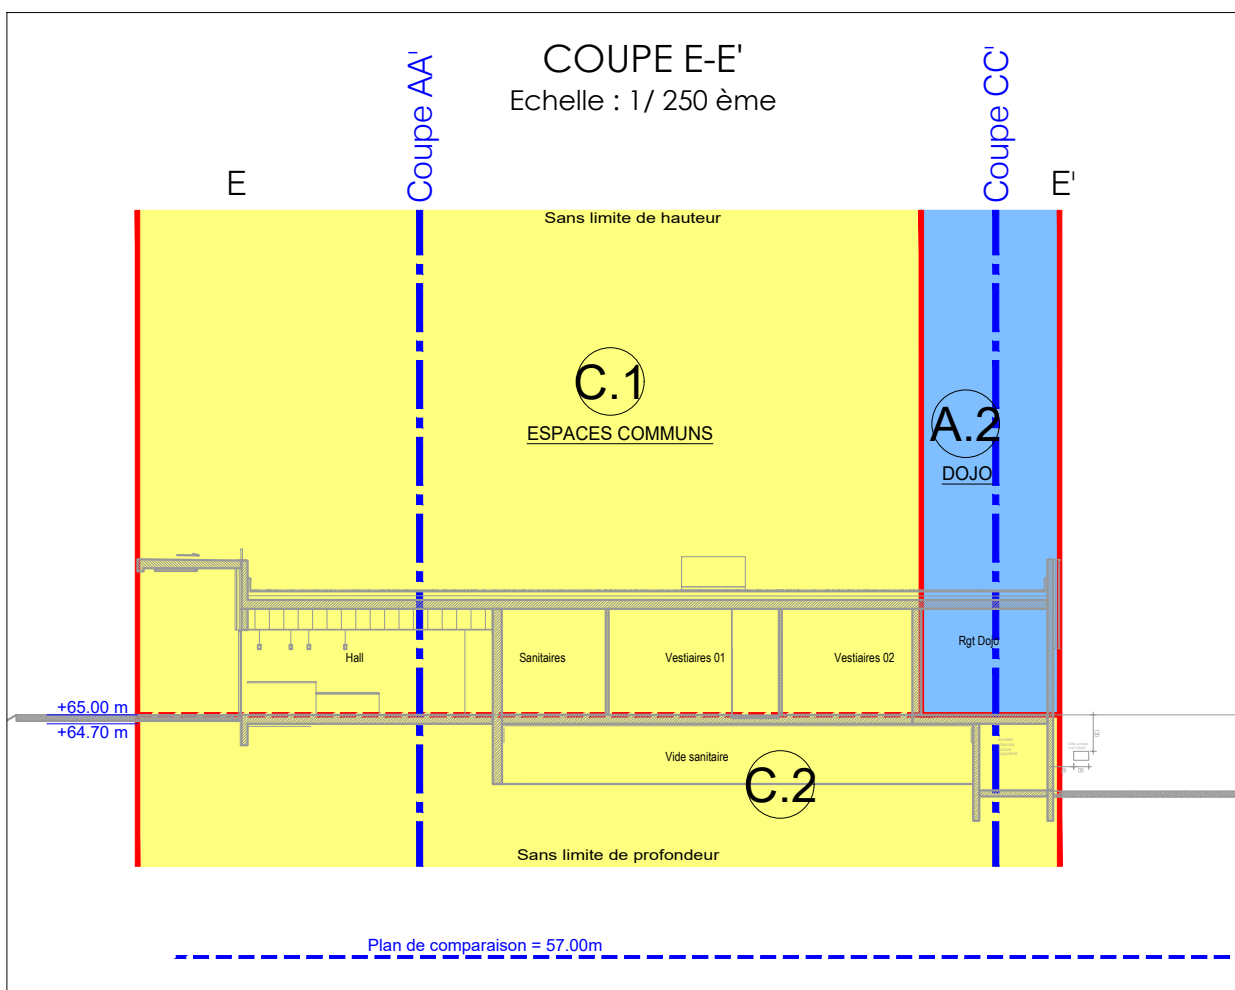 COUPE E-E'
Echelle : 1/ 250 ème
Coupe AA'
Coupe CC'
E
E'
Sans limite de hauteur
C.1
ESPACES COMMUNS
A.2
DOJO
Hall
Sanitaires
Vestiaires 01
Vestiaires 02
Rgt Dojo
+65.00 m
+64.70 m
Vide sanitaire
C.2
Sans limite de profondeur
Plan de comparaison = 57.00m